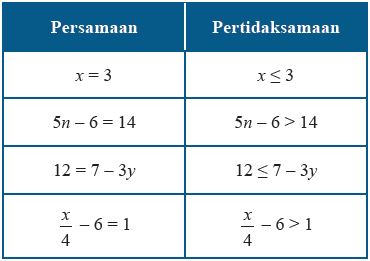 Persamaan Pertidaksamaan
x = 3 x ≤ 3
5n – 6 = 14 5n – 6 > 14
12 = 7 – 3y 12 ≤ 7 – 3y
x/4 – 6 = 1 x/4 – 6 > 1